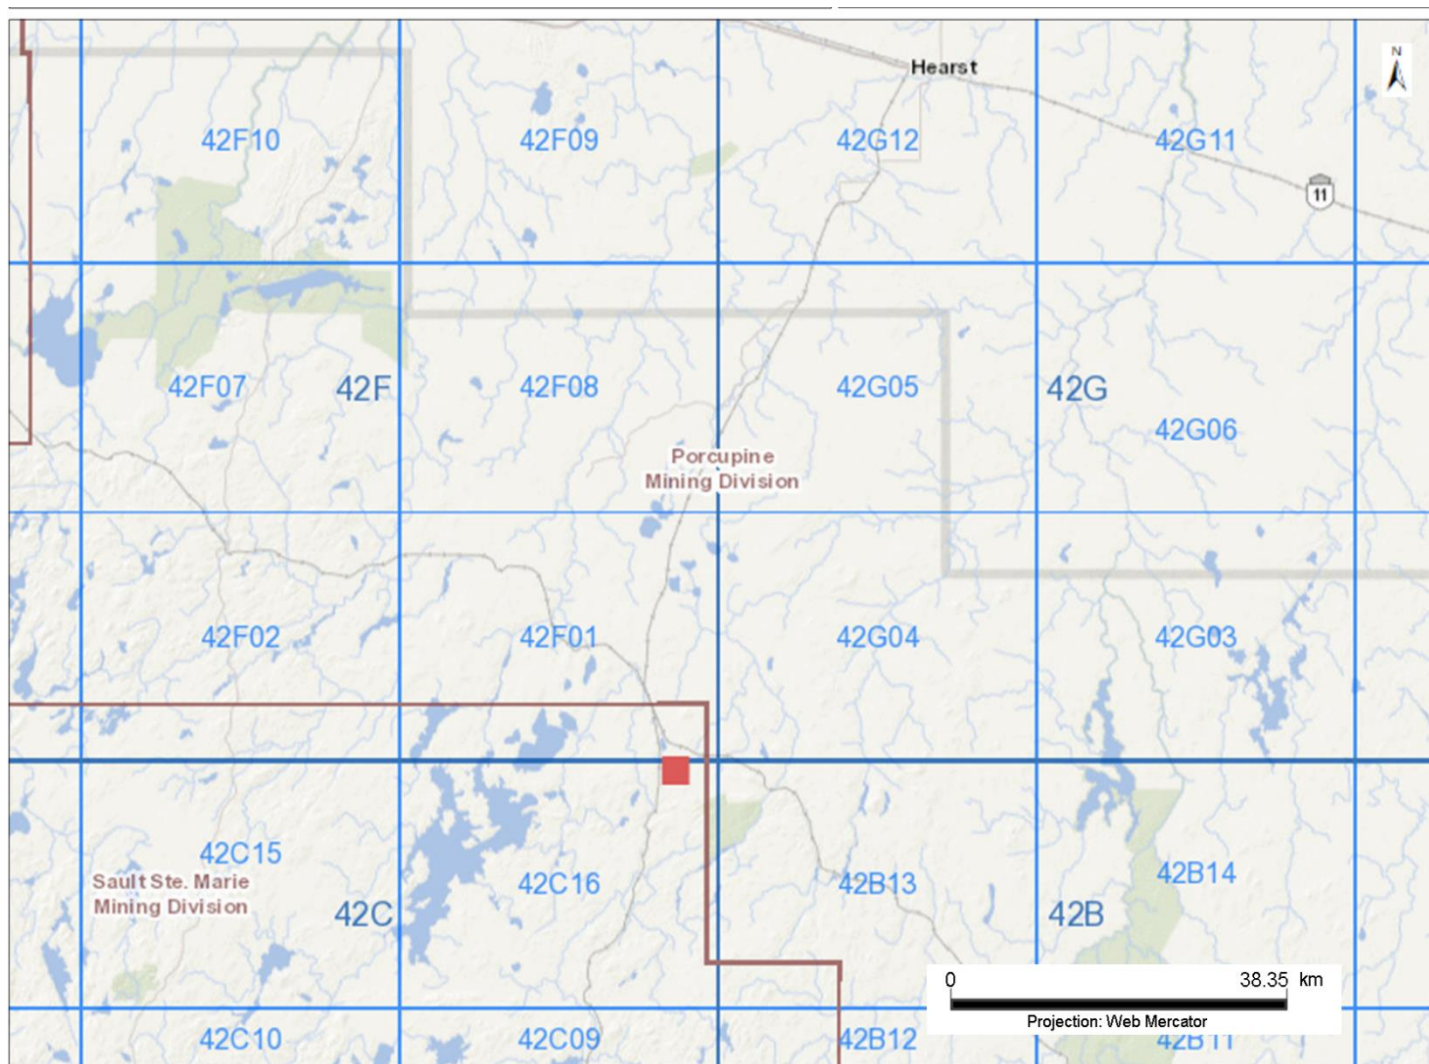 N
Hearst
42F10
42F09
42G12
42G11
11
42F07
42F
42F08
42G05
42G
42G06
Porcupine
Mining Division
42F02
42F01
42G04
42G03
42C15
Sault Ste. Marie
Mining Division
42C
42C16
42B13
42B
42B14
0 38.35 km
Projection: Web Mercator
42C10
42C09
42B12
42B11